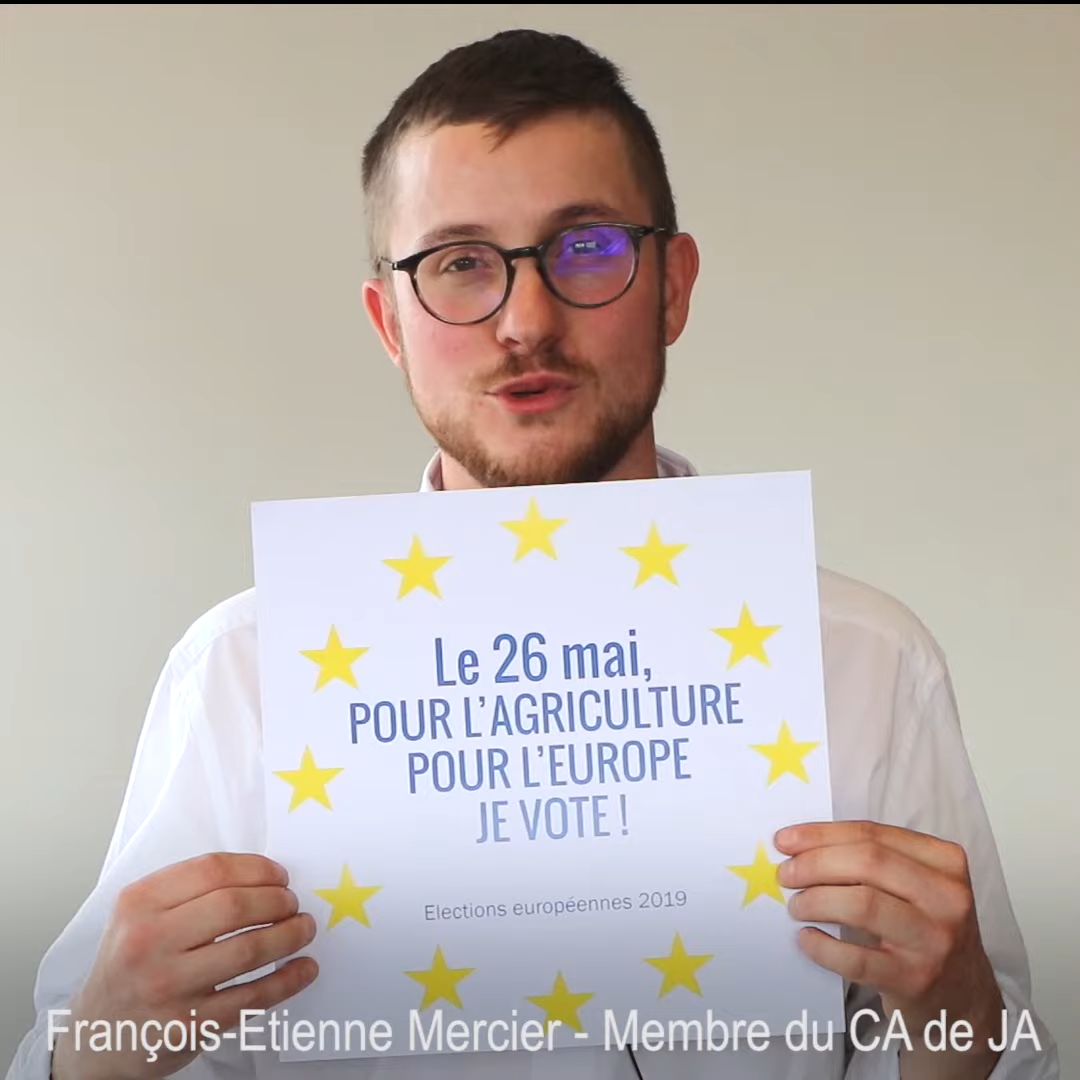 Le 26 mai,
POUR L'AGRICULTURE
POUR L'EUROPE
JE VOTE !
Elections européennes 2019
François-Etienne Mercier - Membre du CA de JA